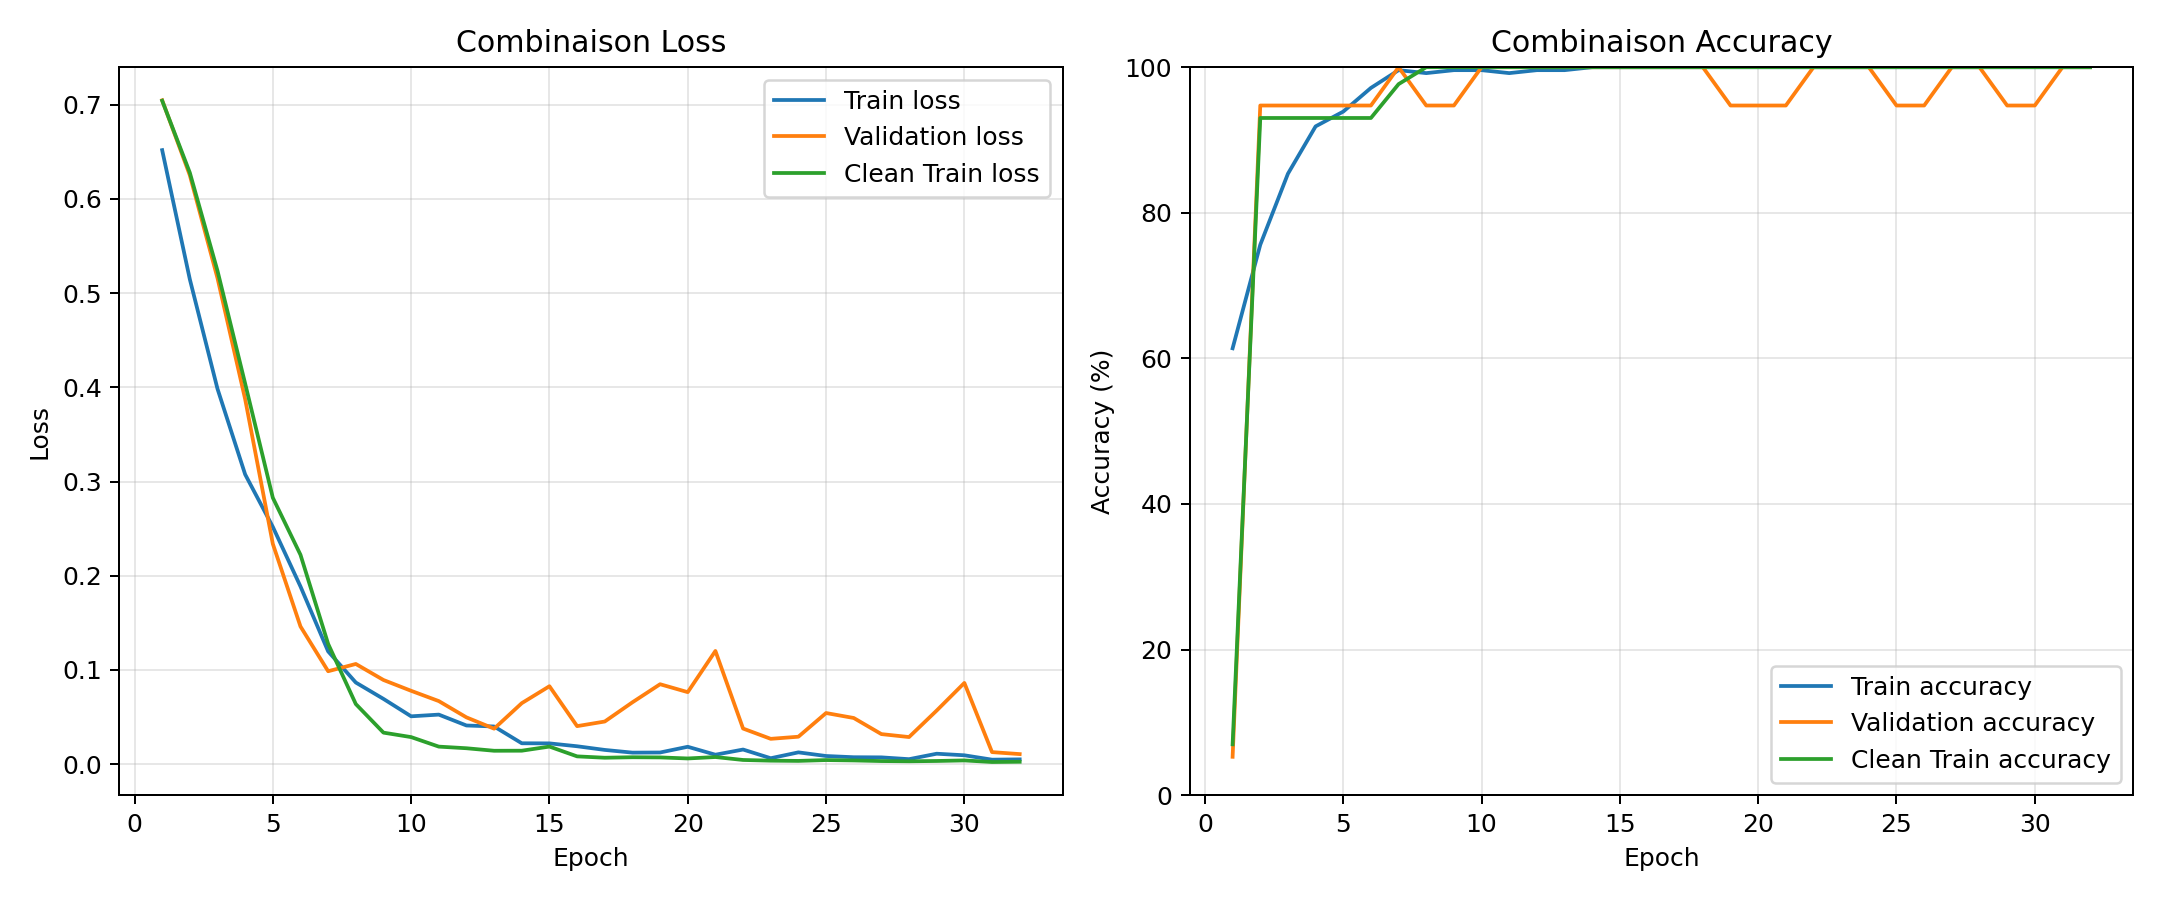 Combinaison Loss
Loss
0.7
0.6
0.5
0.4
0.3
0.2
0.1
0.0
0 5 10 15 20 25 30
Epoch
Train loss
Validation loss
Clean Train loss
Combinaison Accuracy
Accuracy (%)
100
80
60
40
20
0
0 5 10 15 20 25 30
Epoch
Train accuracy
Validation accuracy
Clean Train accuracy